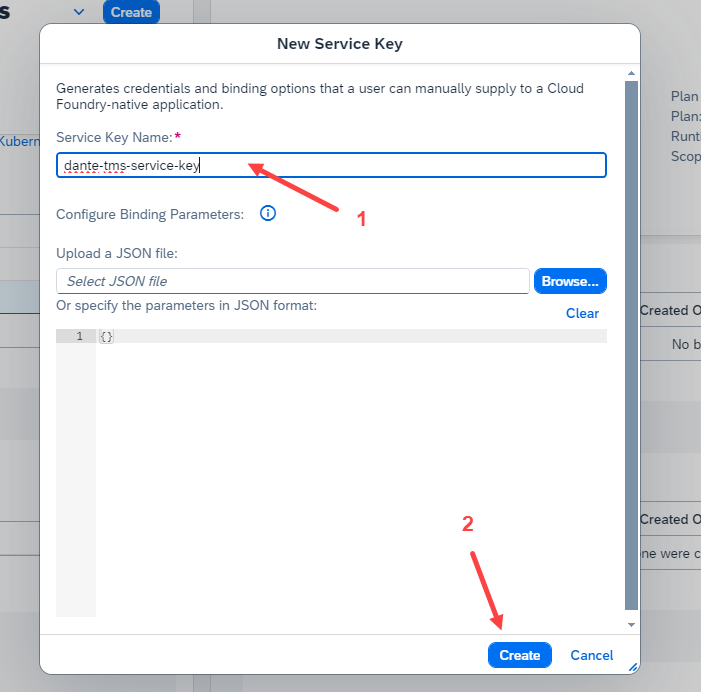 s
Create
New Service Key
Generates credentials and binding options that a user can manually supply to a Cloud
Foundry-native application.
Service Key Name:*
dante-tms-service-key
1
Configure Binding Parameters:
Upload a JSON file:
Select JSON file
Browse...
Or specify the parameters in JSON format:
Clear
1 {}
2
Create
Cancel
Kubern
Plan
Plan:
Runti
Scop
Created O
No b
Created O
ne were c